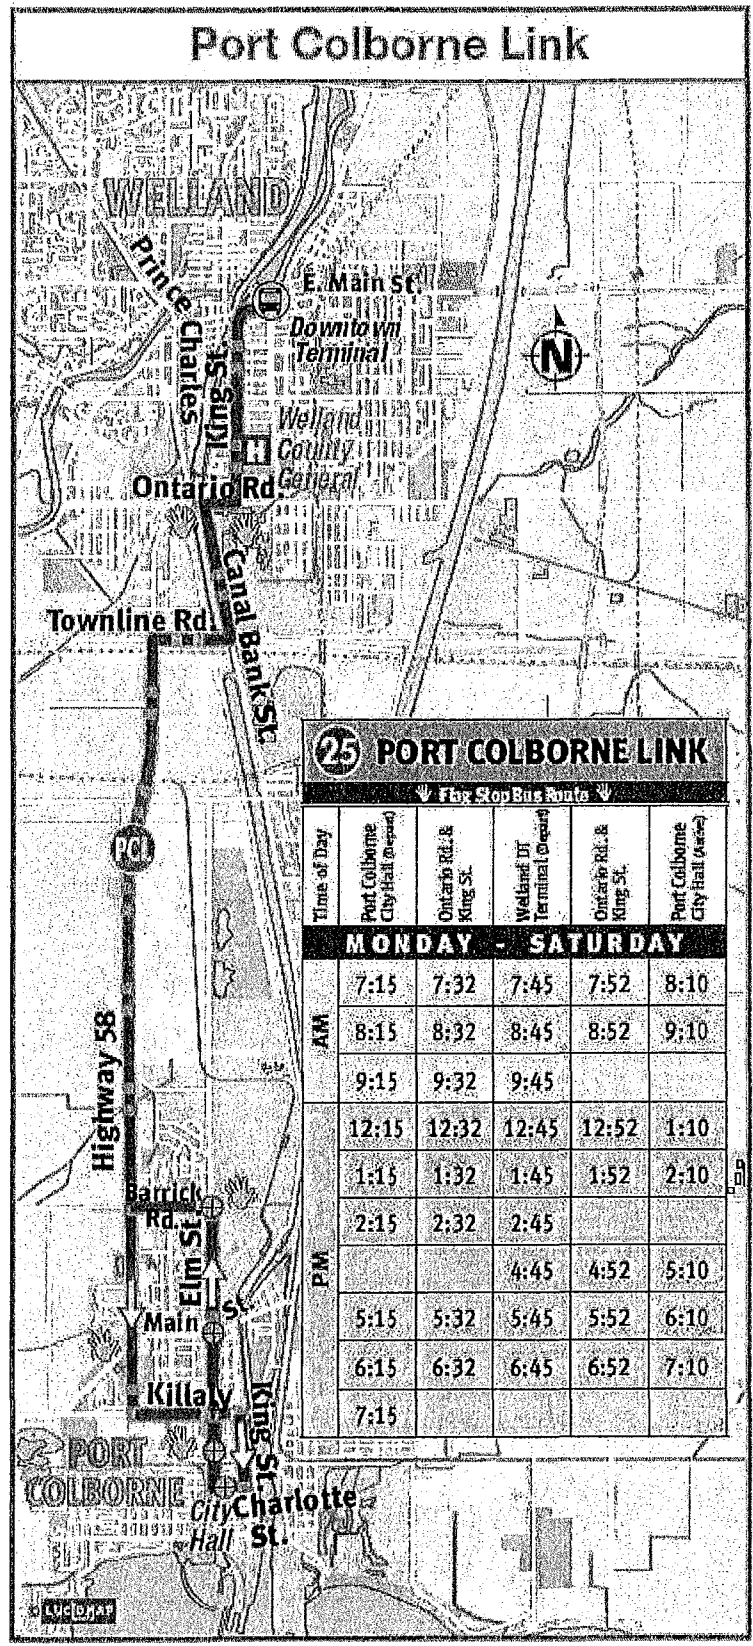 Port Colborne Link
WELLAND
Prince Charles
E. Main St.
Downtown
Terminal
King St.
H
Welland
County
General
N
Ontario Rd.
Canal Bank St.
Townline Rd.
25 PORT COLBORNE LINK
Flag Stop Bus Route
Time of Day
Port Colborne
City Hall (Depart)
Ontario Rd. &
King St.
Welland DT
Terminal (Depart)
Ontario Rd. &
King St.
Port Colborne
City Hall (Arrive)
MONDAY - SATURDAY
AM
7:15 7:32 7:45 7:52 8:10
8:15 8:32 8:45 8:52 9:10
9:15 9:32 9:45
PM
12:15 12:32 12:45 12:52 1:10
1:15 1:32 1:45 1:52 2:10
2:15 2:32 2:45
4:45 4:52 5:10
5:15 5:32 5:45 5:52 6:10
6:15 6:32 6:45 6:52 7:10
7:15
PCL
Highway 58
Barrick
Rd.
Elm St.
Main St.
Killaly
King St.
PORT
COLBORNE
City
Hall
Charlotte
St.